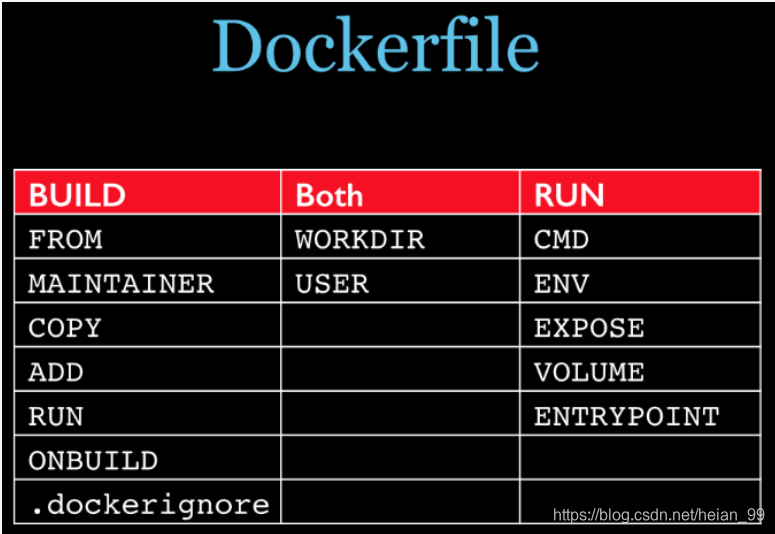 Dockerfile
BUILD Both RUN
FROM WORKDIR CMD
MAINTAINER USER ENV
COPY EXPOSE
ADD VOLUME
RUN ENTRYPOINT
ONBUILD
.dockerignore
https://blog.csdn.net/heian_99